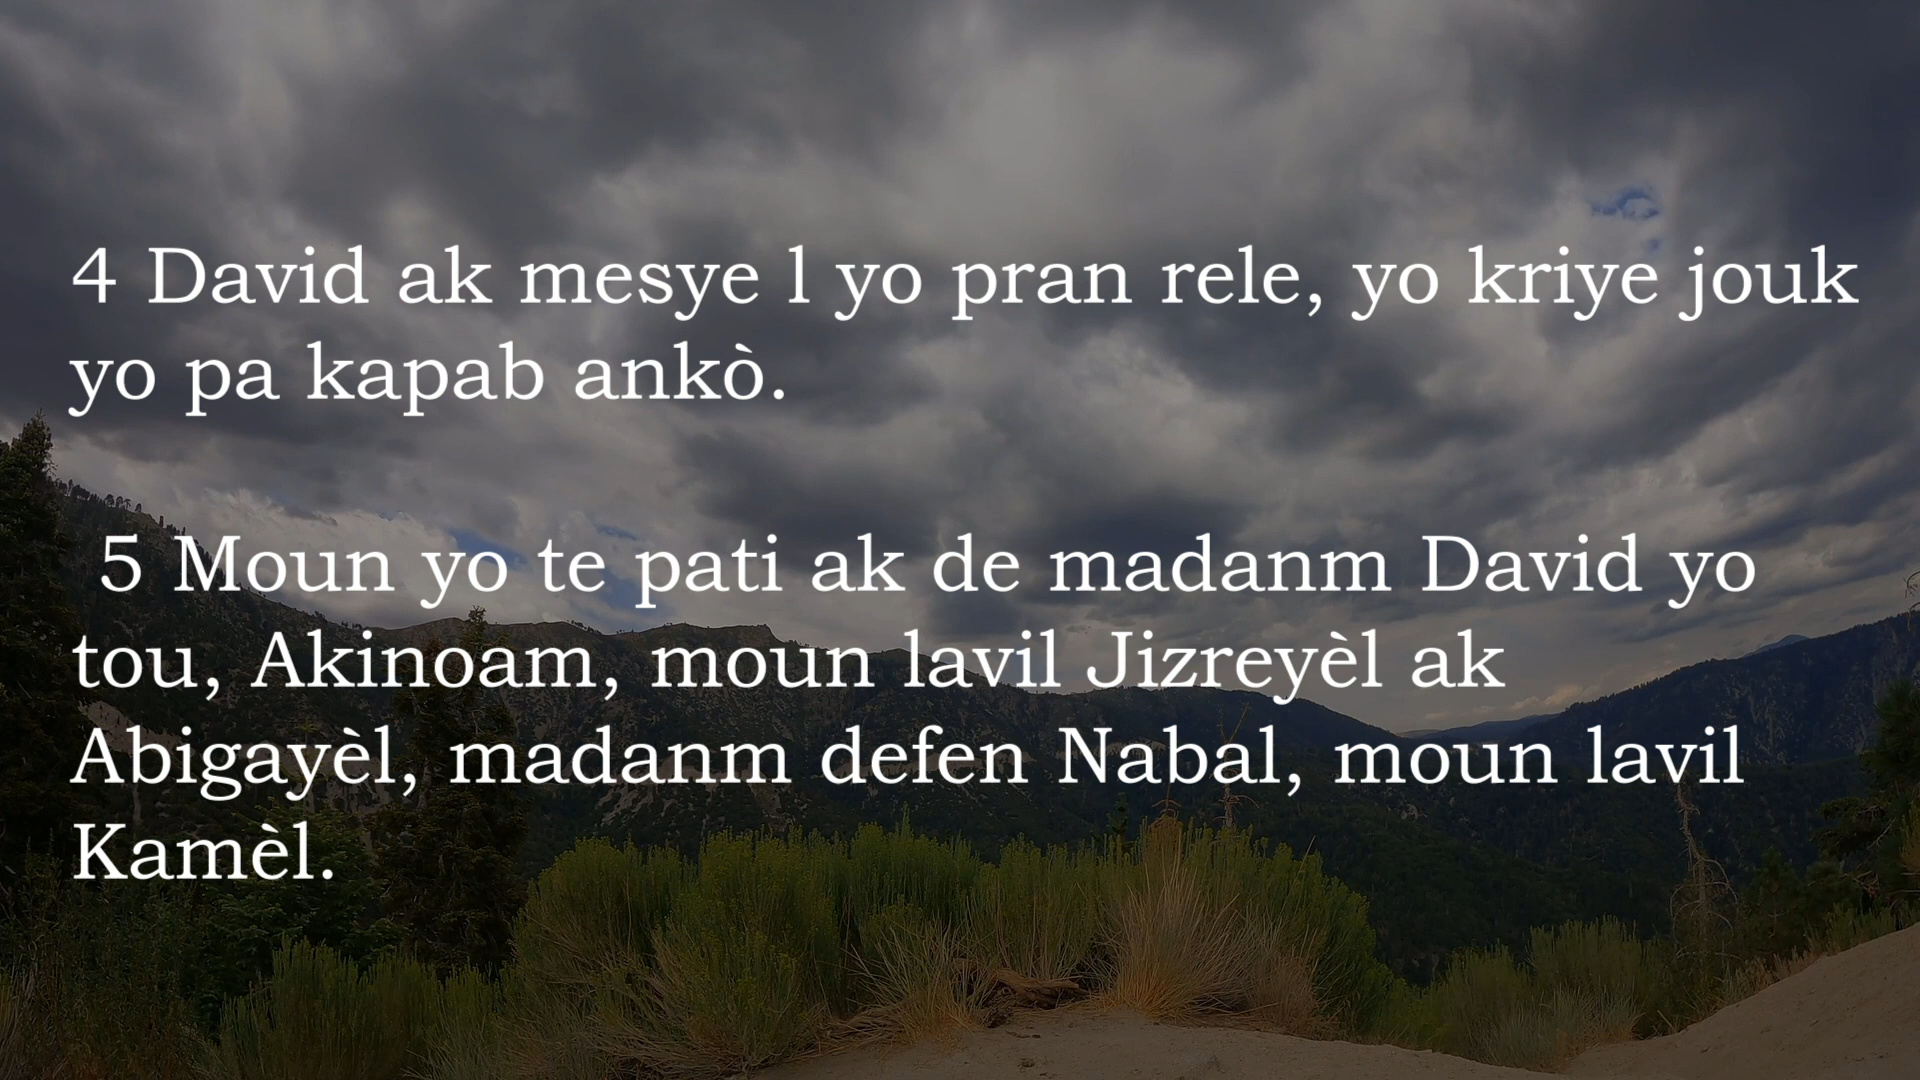 4 David ak mesye l yo pran rele, yo kriye jouk
yo pa kapab ankò.
5 Moun yo te pati ak de madanm David yo
tou, Akinoam, moun lavil Jizreyèl ak
Abigayèl, madanm defen Nabal, moun lavil
Kamèl.